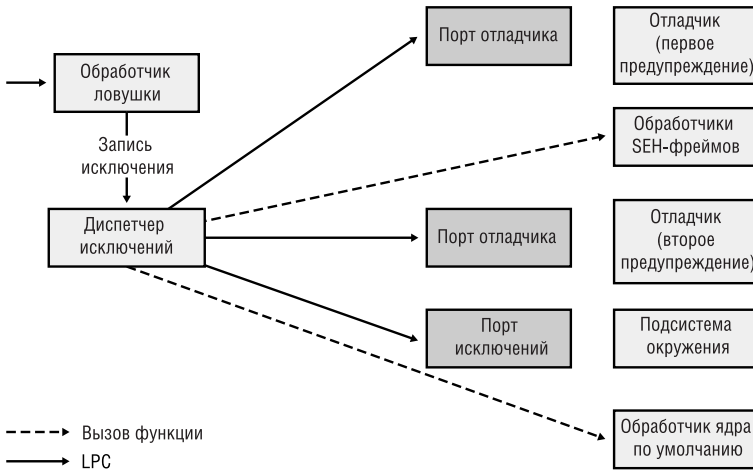 Порт отладчика
Отладчик
(первое
предупреждение)
Обработчик
ловушки
Запись
исключения
Обработчики
SEH-фреймов
Диспетчер
исключений
Порт отладчика
Отладчик
(второе
предупреждение)
Порт
исключений
Подсистема
окружения
Обработчик ядра
по умолчанию
Вызов функции
LPC